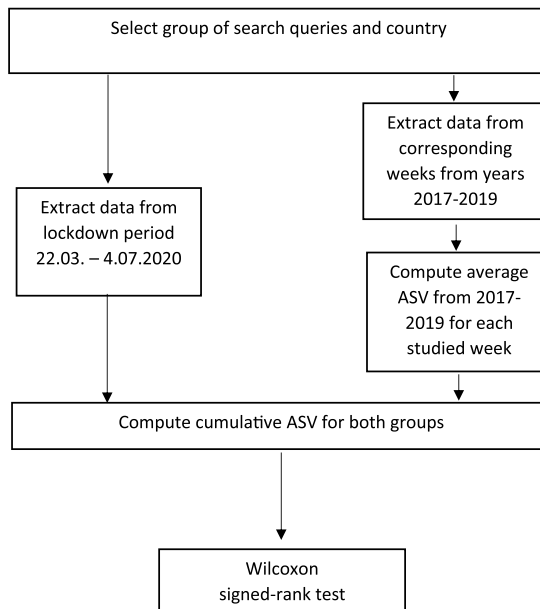 Select group of search queries and country
Extract data from
corresponding
weeks from years
2017-2019
Extract data from
lockdown period
22.03. – 4.07.2020
Compute average
ASV from 2017-
2019 for each
studied week
Compute cumulative ASV for both groups
Wilcoxon
signed-rank test